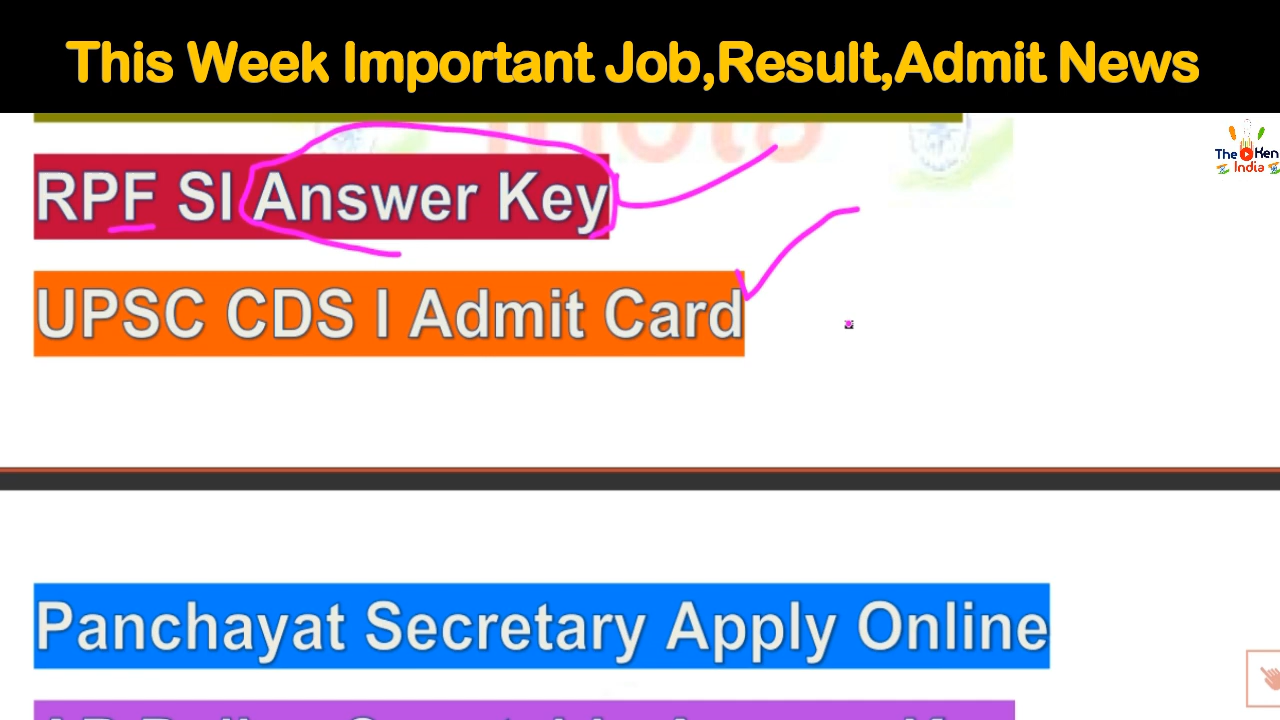 This Week Important Job,Result,Admit News
The Ken
India
RPF SI Answer Key
UPSC CDS I Admit Card
Panchayat Secretary Apply Online